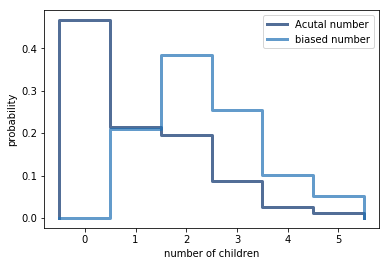 Acutal number
biased number
0.4
0.3
0.2
0.1
0.0
probability
0 1 2 3 4 5
number of children